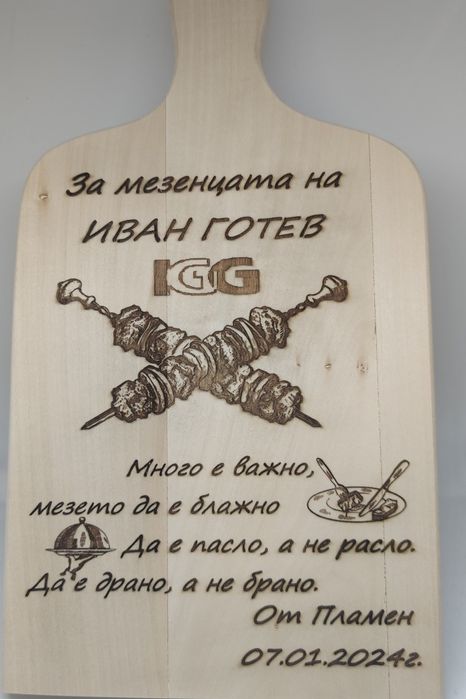 За мезенцата на
ИВАН ГОТЕВ
IGG
Много е важно,
мезето да е блажно
Да е пасло, а не расло.
Да е драно, а не брано.
От Пламен
07.01.2024г.